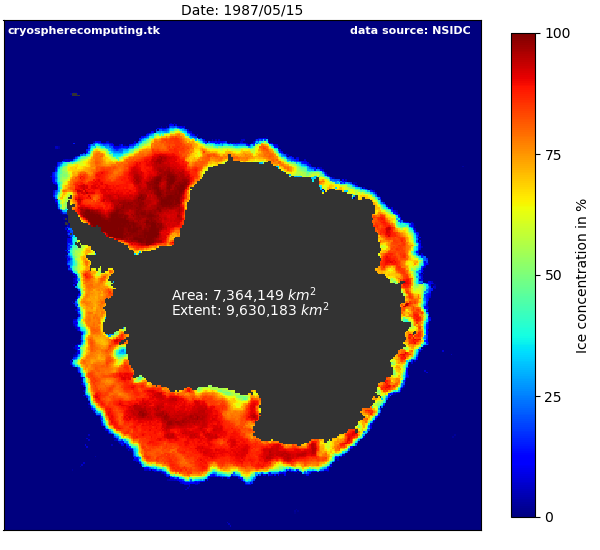 Date: 1987/05/15
cryospherecomputing.tk data source: NSIDC
100
75
50
25
0
Ice concentration in %
Area: 7,364,149 km²
Extent: 9,630,183 km²